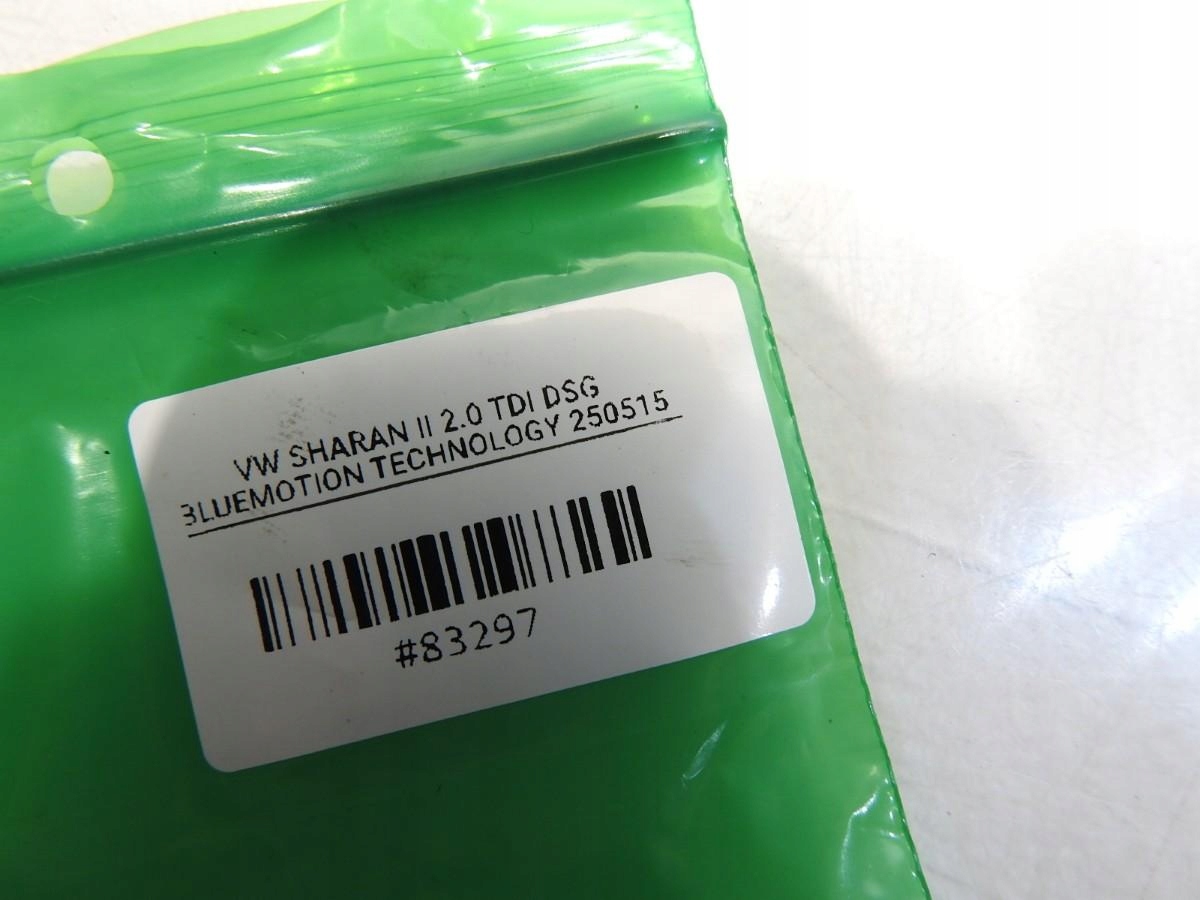 VW SHARAN II 2.0 TDI DSG
BLUEMOTION TECHNOLOGY 250515
#83297